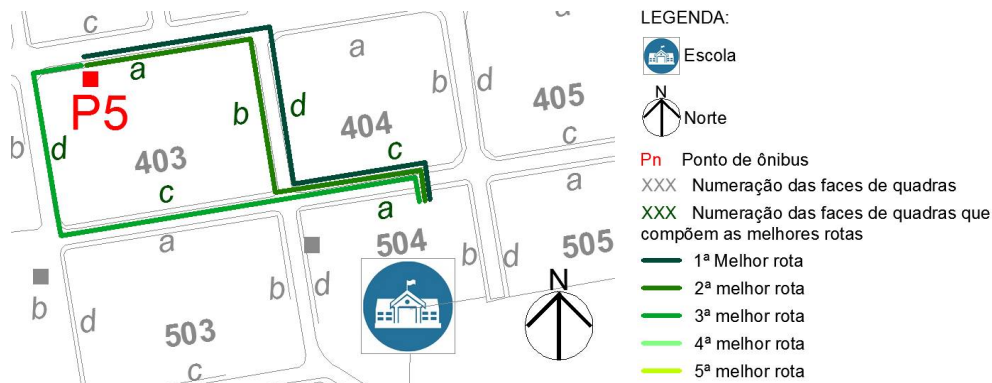 c
a
a
P5
b
d
403
c
b
d
404
c
a
b
d
405
c
a
b
d
503
c
b
a
d
504
b
a
d
505
N
LEGENDA:
Escola
N
Norte
Pn Ponto de ônibus
XXX Numeração das faces de quadras
XXX Numeração das faces de quadras que
compõem as melhores rotas
1ª Melhor rota
2ª melhor rota
3ª melhor rota
4ª melhor rota
5ª melhor rota